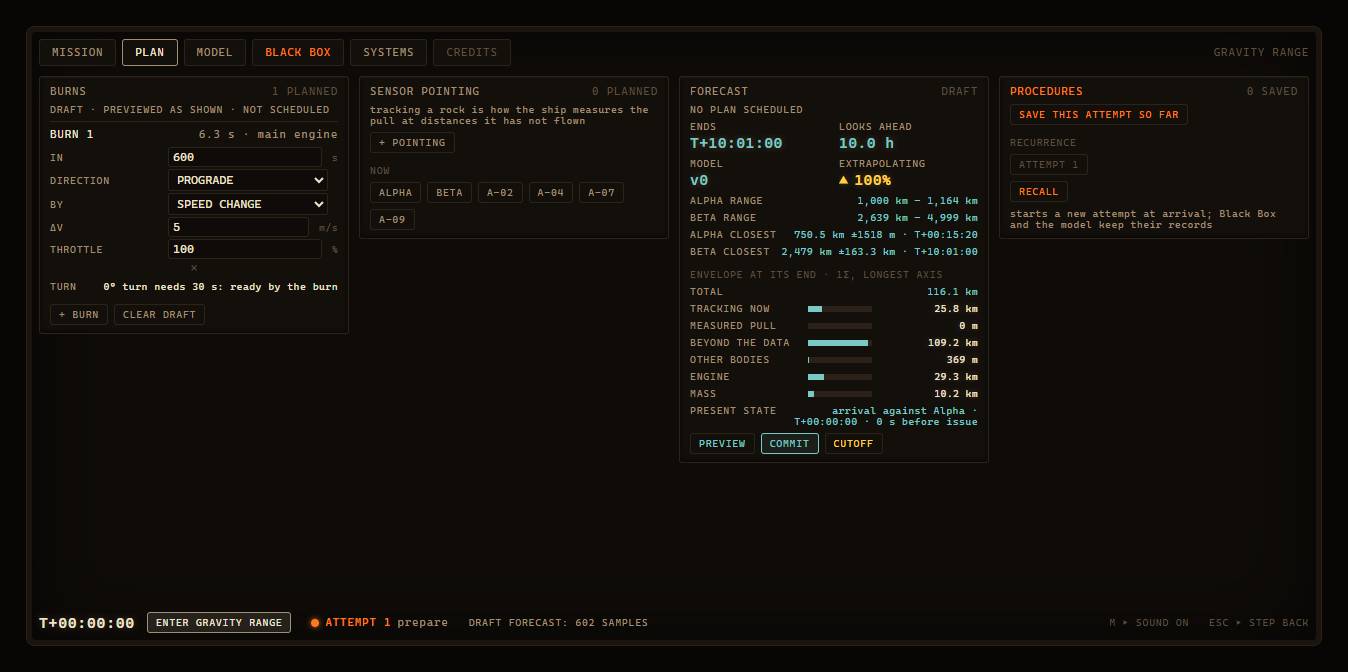 MISSION PLAN MODEL BLACK BOX SYSTEMS CREDITS GRAVITY RANGE
BURNS 1 PLANNED
DRAFT · PREVIEWED AS SHOWN · NOT SCHEDULED
BURN 1 6.3 s · main engine
IN 600 s
DIRECTION PROGRADE
BY SPEED CHANGE
ΔV 5 m/s
THROTTLE 100 %
×
TURN 0° turn needs 30 s: ready by the burn
+ BURN CLEAR DRAFT
SENSOR POINTING 0 PLANNED
tracking a rock is how the ship measures the
pull at distances it has not flown
+ POINTING
NOW
ALPHA BETA A-02 A-04 A-07
A-09
FORECAST DRAFT
NO PLAN SCHEDULED
ENDS LOOKS AHEAD
T+10:01:00 10.0 h
MODEL EXTRAPOLATING
v0 ▲ 100%
ALPHA RANGE 1,000 km – 1,164 km
BETA RANGE 2,639 km – 4,999 km
ALPHA CLOSEST 750.5 km ±1518 m · T+00:15:20
BETA CLOSEST 2,479 km ±163.3 km · T+10:01:00
ENVELOPE AT ITS END · 1Σ, LONGEST AXIS
TOTAL 116.1 km
TRACKING NOW 25.8 km
MEASURED PULL 0 m
BEYOND THE DATA 109.2 km
OTHER BODIES 369 m
ENGINE 29.3 km
MASS 10.2 km
PRESENT STATE arrival against Alpha ·
T+00:00:00 · 0 s before issue
PREVIEW COMMIT CUTOFF
PROCEDURES 0 SAVED
SAVE THIS ATTEMPT SO FAR
RECURRENCE
ATTEMPT 1
RECALL
starts a new attempt at arrival; Black Box
and the model keep their records
T+00:00:00 ENTER GRAVITY RANGE ATTEMPT 1 prepare DRAFT FORECAST: 602 SAMPLES M ▸ SOUND ON ESC ▸ STEP BACK